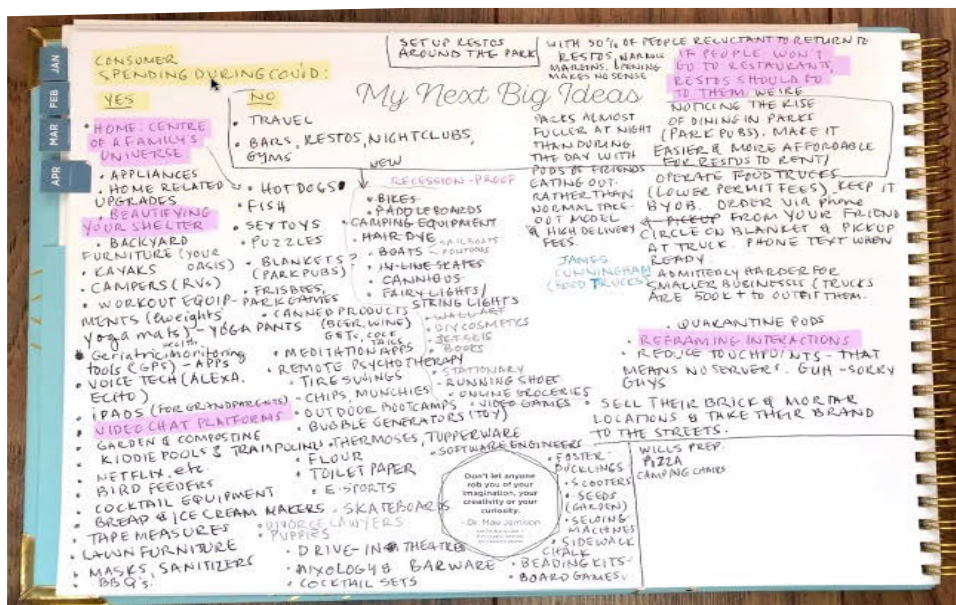 JAN
FEB
MAR
APR
CONSUMER
SPENDING DURING COVID:
YES
• HOME: CENTRE
OF A FAMILY'S
UNIVERSE
• APPLIANCES
• HOME RELATED
UPGRADES
• BEAUTIFYING
YOUR SHELTER
• BACKYARD
FURNITURE (YOUR
OASIS)
• KAYAKS
• CAMPERS (RVs)
• WORKOUT EQUIP-
MENTS (weights
yoga mats) - YOGA PANTS
health
• Geriatric monitoring
tools (GPS) - APPS
• VOICE TECH (ALEXA,
ECHO)
• iPADS (FOR GRANDPARENTS)
• VIDEO CHAT PLATFORMS
• GARDEN & COMPOSTING
• KIDDIE POOLS & TRAMPOLINES
• NETFLIX, etc.
• BIRD FEEDERS
• COCKTAIL EQUIPMENT
• BREAD & ICE CREAM MAKERS
• TAPE MEASURES
• LAWN FURNITURE
• MASKS, SANITIZERS
• BBQ's.
NO
• TRAVEL
• BARS, RESTOS, NIGHTCLUBS,
GYMS
My Next Big Ideas
NEW
• HOT DOGS
• FISH
• SEX TOYS
• PUZZLES
• BLANKETS?
(PARK PUBS)
• FRISBIES,
PARK GAMES
• CANNED PRODUCTS
(BEER, WINE)
COCKTAILS
• MEDITATION APPS
• REMOTE PSYCHOTHERAPY
• TIRE SWINGS
- CHIPS, MUNCHIES
• OUTDOOR BOOTCAMPS
• BUBBLE GENERATORS (TOY)
• THERMOSES, TUPPERWARE
• FLOUR
• TOILET PAPER
• E-SPORTS
• SKATEBOARDS
• DIVORCE LAWYERS
• PUPPIES
• DRIVE-IN THEATRES
• MIXOLOGY & BARWARE
• COCKTAIL SETS
RECESSION-PROOF
• BIKES
• PADDLEBOARDS
• CAMPING EQUIPMENT
• HAIR DYE
• BOATS - SAILBOATS
- PONTOONS
• IN-LINE SKATES
• CANNIBUS
• FAIRY LIGHTS/
STRING LIGHTS
• WALL ART
• DIY COSMETICS
• JET SKIS
• BOOKS
• STATIONARY
- RUNNING SHOES
• ONLINE GROCERIES
• VIDEO GAMES
• SOFTWARE ENGINEERS
Don't let anyone
rob you of your
imagination, your
creativity or your
curiosity.
- Dr. Mae Jemison
• FOSTER
DUCKLINGS
• SCOOTERS
• SEEDS
(GARDEN)
• SEWING
MACHINES
• SIDEWALK
CHALK
• BEADING KITS
• BOARD GAMES
SET UP RESTOS
AROUND THE PARK
WITH 50% OF PEOPLE RELUCTANT TO RETURN TO
RESTOS, NARROW
MARGINS, OPENING
MAKES NO SENSE
IF PEOPLE WON'T
GO TO RESTAURANTS,
RESTOS SHOULD GO
TO THEM. WE'RE
NOTICING THE RISE
OF DINING IN PARKS
(PARK PUBS). MAKE IT
EASIER & MORE AFFORDABLE
FOR RESTOS TO RENT/
OPERATE FOOD TRUCKS
(LOWER PERMIT FEES). KEEP IT
BYOB. ORDER VIA phone
& PICKUP FROM YOUR FRIEND
CIRCLE ON BLANKET & PICKUP
AT TRUCK. PHONE TEXT WHEN
READY
ADMITTEDLY HARDER FOR
SMALLER BUSINESSES (TRUCKS
ARE 500K+ TO OUTFIT THEM.
PARKS ALMOST
FULLER AT NIGHT
THAN DURING
THE DAY WITH
PODS OF FRIENDS
EATING OUT
RATHER THAN
NORMAL TAKE-
OUT MODEL
& HIGH DELIVERY
FEES.
JAMES
CUNNINGHAM
(FOOD TRUCKS)
• QUARANTINE PODS
• REFRAMING INTERACTIONS
• REDUCE TOUCHPOINTS - THAT
MEANS NO SERVERS. GUH - SORRY
GUYS
• SELL THEIR BRICK & MORTAR
LOCATIONS & TAKE THEIR BRAND
TO THE STREETS.
WILLS PREP.
PIZZA
CAMPING CHAIRS